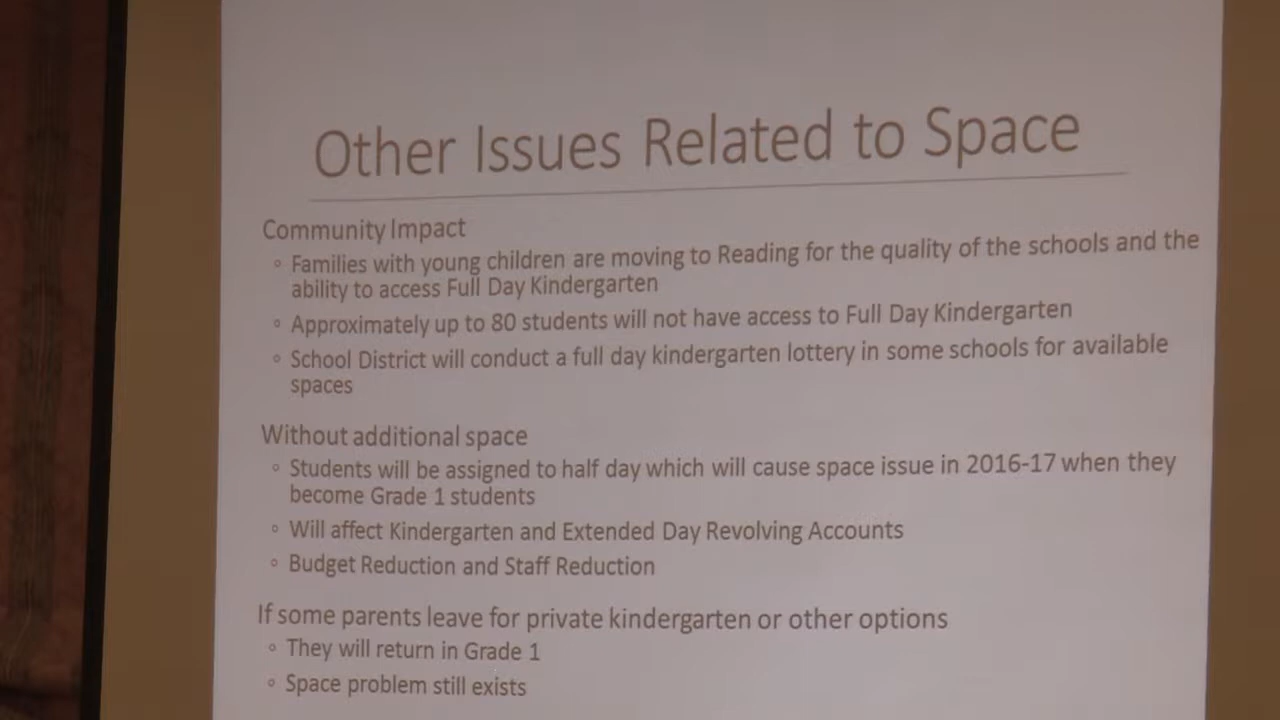 Other Issues Related to Space
Community Impact
◦ Families with young children are moving to Reading for the quality of the schools and the
ability to access Full Day Kindergarten
◦ Approximately up to 80 students will not have access to Full Day Kindergarten
◦ School District will conduct a full day kindergarten lottery in some schools for available
spaces
Without additional space
◦ Students will be assigned to half day which will cause space issue in 2016-17 when they
become Grade 1 students
◦ Will affect Kindergarten and Extended Day Revolving Accounts
◦ Budget Reduction and Staff Reduction
If some parents leave for private kindergarten or other options
◦ They will return in Grade 1
◦ Space problem still exists